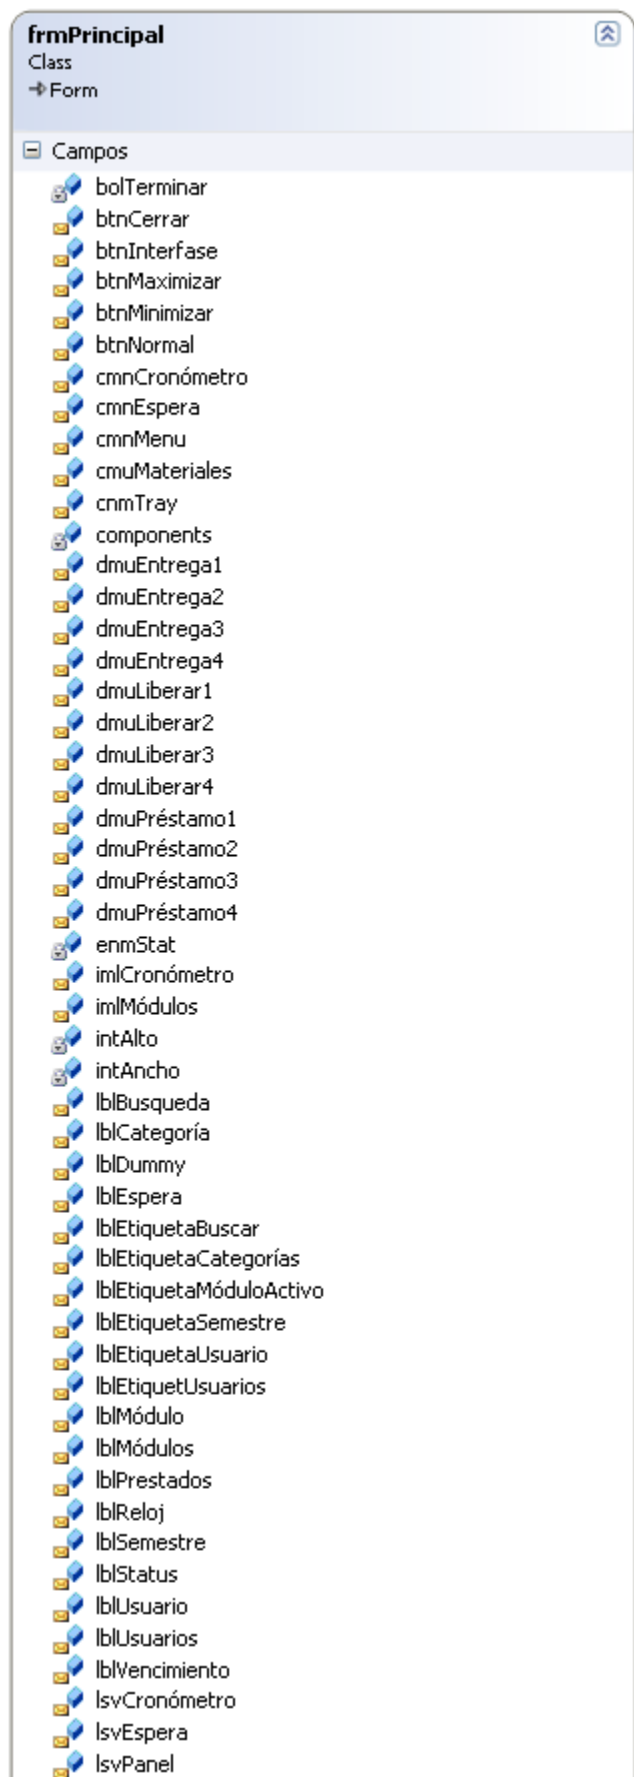 frmPrincipal
Class
Form
Campos
bolTerminar
btnCerrar
btnInterfase
btnMaximizar
btnMinimizar
btnNormal
cmnCronómetro
cmnEspera
cmnMenu
cmuMateriales
cnmTray
components
dmuEntrega1
dmuEntrega2
dmuEntrega3
dmuEntrega4
dmuLiberar1
dmuLiberar2
dmuLiberar3
dmuLiberar4
dmuPréstamo1
dmuPréstamo2
dmuPréstamo3
dmuPréstamo4
enmStat
imlCronómetro
imlMódulos
intAlto
intAncho
lblBusqueda
lblCategoría
lblDummy
lblEspera
lblEtiquetaBuscar
lblEtiquetaCategorías
lblEtiquetaMóduloActivo
lblEtiquetaSemestre
lblEtiquetaUsuario
lblEtiquetUsuarios
lblMódulo
lblMódulos
lblPrestados
lblReloj
lblSemestre
lblStatus
lblUsuario
lblUsuarios
lblVencimiento
lsvCronómetro
lsvEspera
lsvPanel